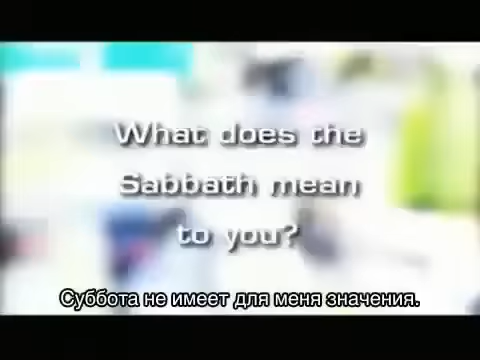 What does the
Sabbath mean
to you?
Суббота не имеет для меня значения.